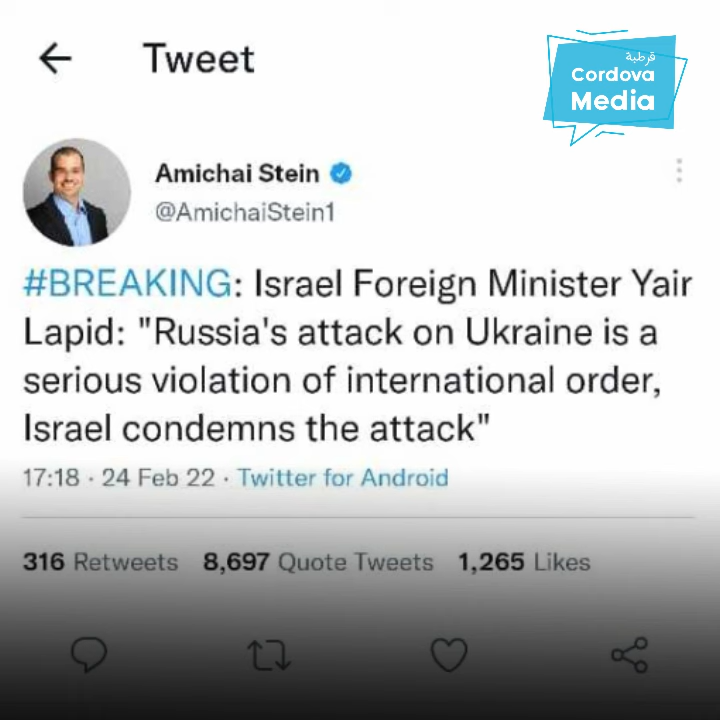 Tweet
قرطبة
Cordova
Media
Amichai Stein
@AmichaiStein1
#BREAKING: Israel Foreign Minister Yair
Lapid: "Russia's attack on Ukraine is a
serious violation of international order,
Israel condemns the attack"
17:18 · 24 Feb 22 · Twitter for Android
316 Retweets 8,697 Quote Tweets 1,265 Likes